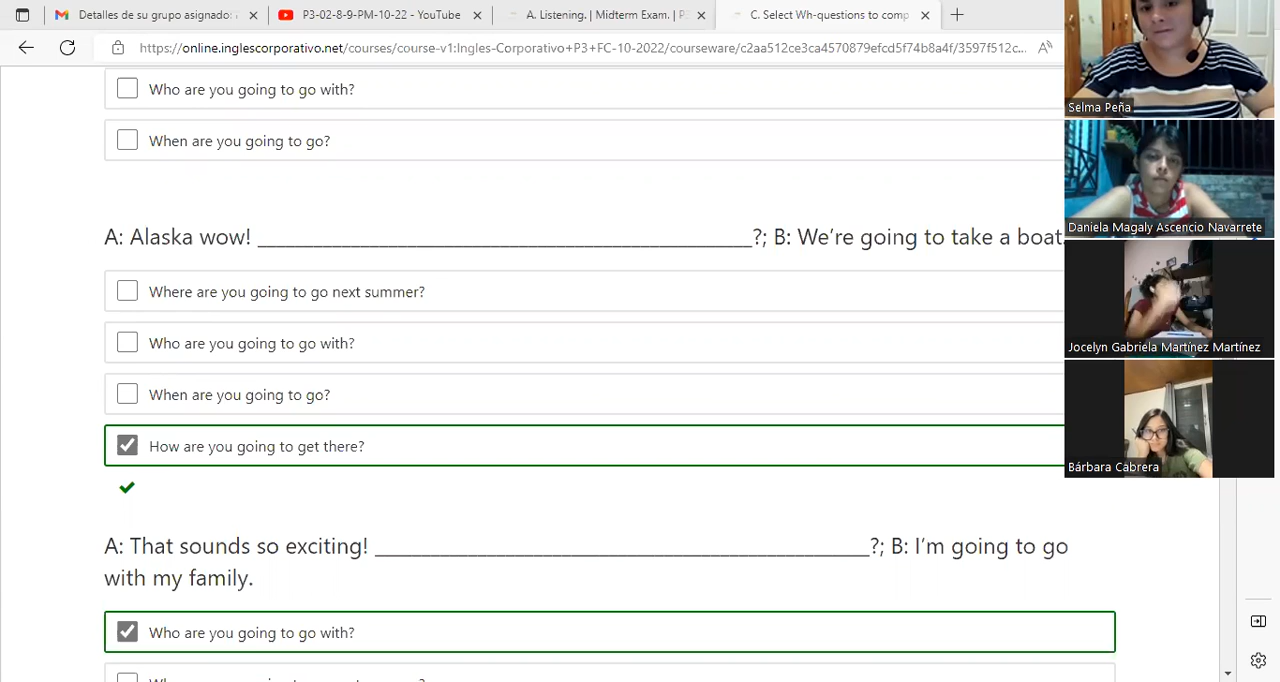 Detalles de su grupo asignado: 
P3-02-8-9-PM-10-22 - YouTube
A. Listening. | Midterm Exam. | P
C. Select Wh-questions to comp
https://online.inglescorporativo.net/courses/course-v1:Ingles-Corporativo+P3+FC-10-2022/courseware/c2aa512ce3ca4570879efcd5f74b8a4f/3597f512c...
Who are you going to go with?
When are you going to go?
A: Alaska wow! ________________________________________?; B: We’re going to take a boat.
Where are you going to go next summer?
Who are you going to go with?
When are you going to go?
How are you going to get there?
A: That sounds so exciting! ________________________________________?; B: I’m going to go
with my family.
Who are you going to go with?
Selma Peña
Daniela Magaly Ascencio Navarrete
Jocelyn Gabriela Martínez Martínez
Bárbara Cabrera